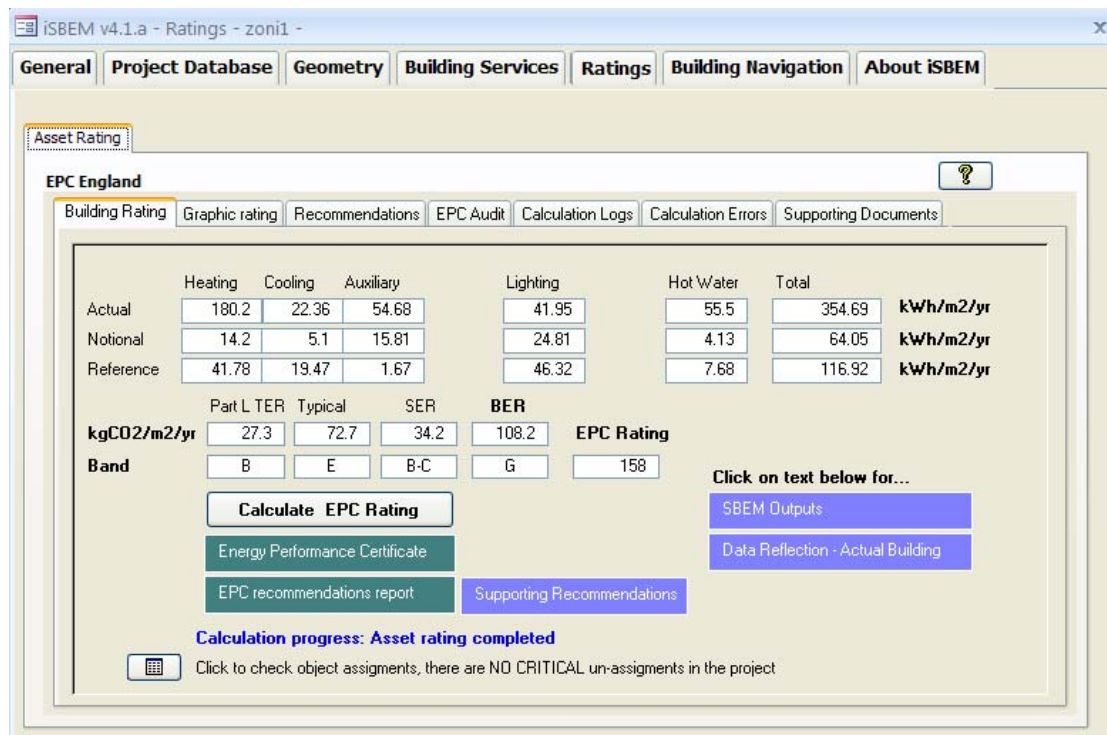 iSBEM v4.1.a - Ratings - zoni1 -
General Project Database Geometry Building Services Ratings Building Navigation About iSBEM
Asset Rating
EPC England
?
Building Rating Graphic rating Recommendations EPC Audit Calculation Logs Calculation Errors Supporting Documents
Heating Cooling Auxiliary Lighting Hot Water Total
Actual 180.2 22.36 54.68 41.95 55.5 354.69 kWh/m2/yr
Notional 14.2 5.1 15.81 24.81 4.13 64.05 kWh/m2/yr
Reference 41.78 19.47 1.67 46.32 7.68 116.92 kWh/m2/yr
Part L TER Typical SER BER
kgCO2/m2/yr 27.3 72.7 34.2 108.2 EPC Rating
Band B E B-C G 158
Click on text below for...
Calculate EPC Rating SBEM Outputs
Energy Performance Certificate Data Reflection - Actual Building
EPC recommendations report Supporting Recommendations
Calculation progress: Asset rating completed
Click to check object assigments, there are NO CRITICAL un-assigments in the project